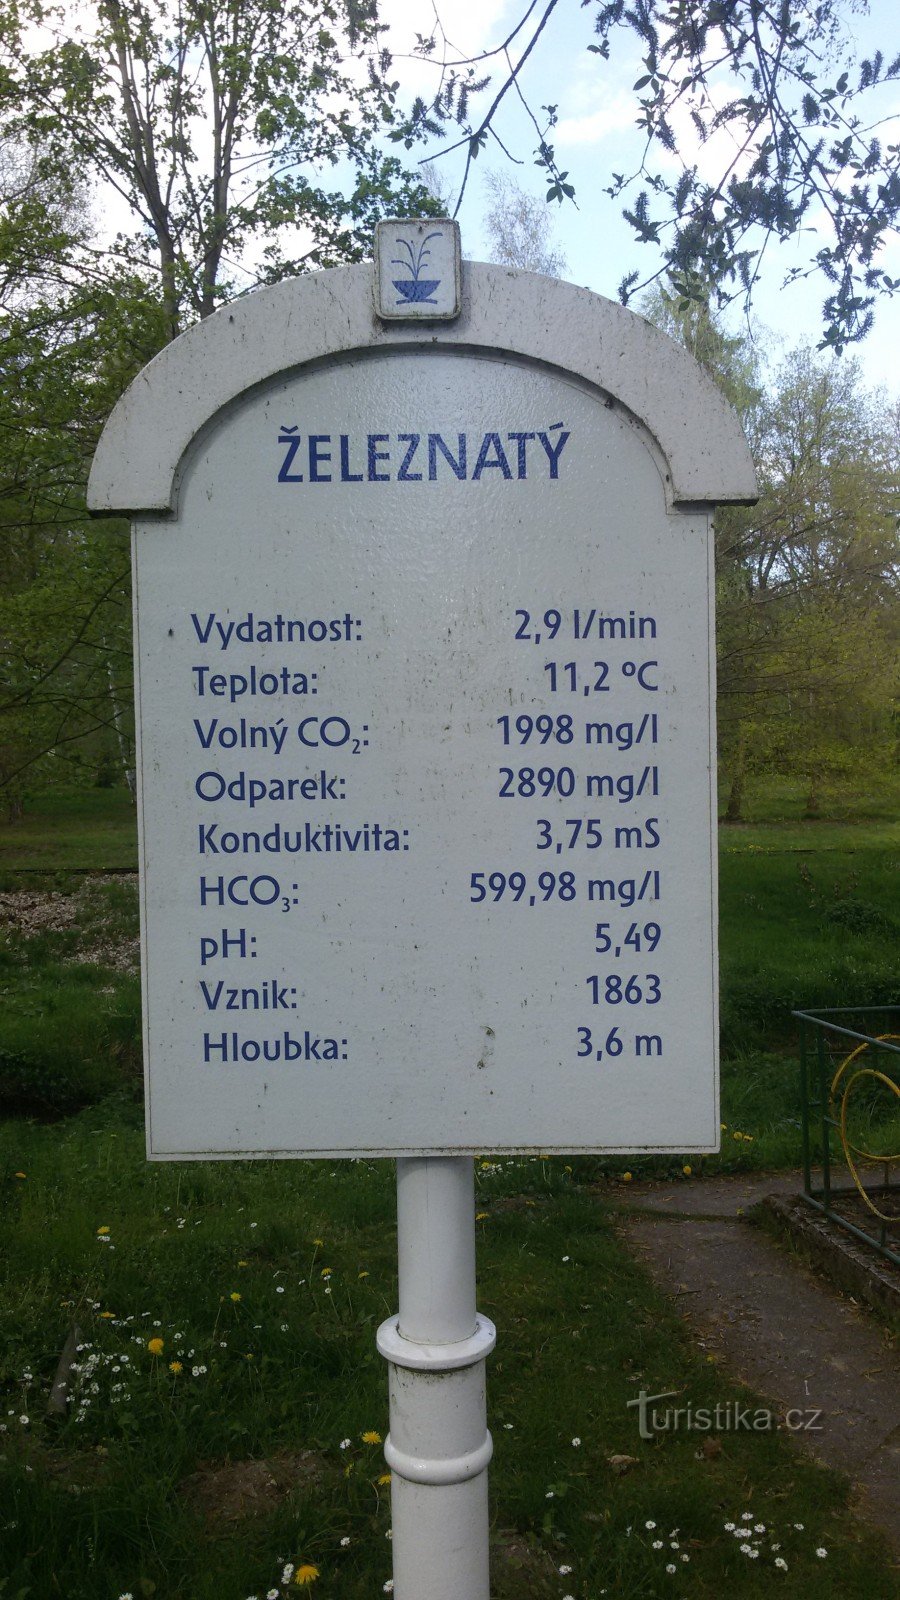 ŽELEZNATÝ
Vydatnost: 2,9 l/min
Teplota: 11,2 ºC
Volný CO₂: 1998 mg/l
Odparek: 2890 mg/l
Konduktivita: 3,75 mS
HCO₃: 599,98 mg/l
pH: 5,49
Vznik: 1863
Hloubka: 3,6 m
Turistika.cz